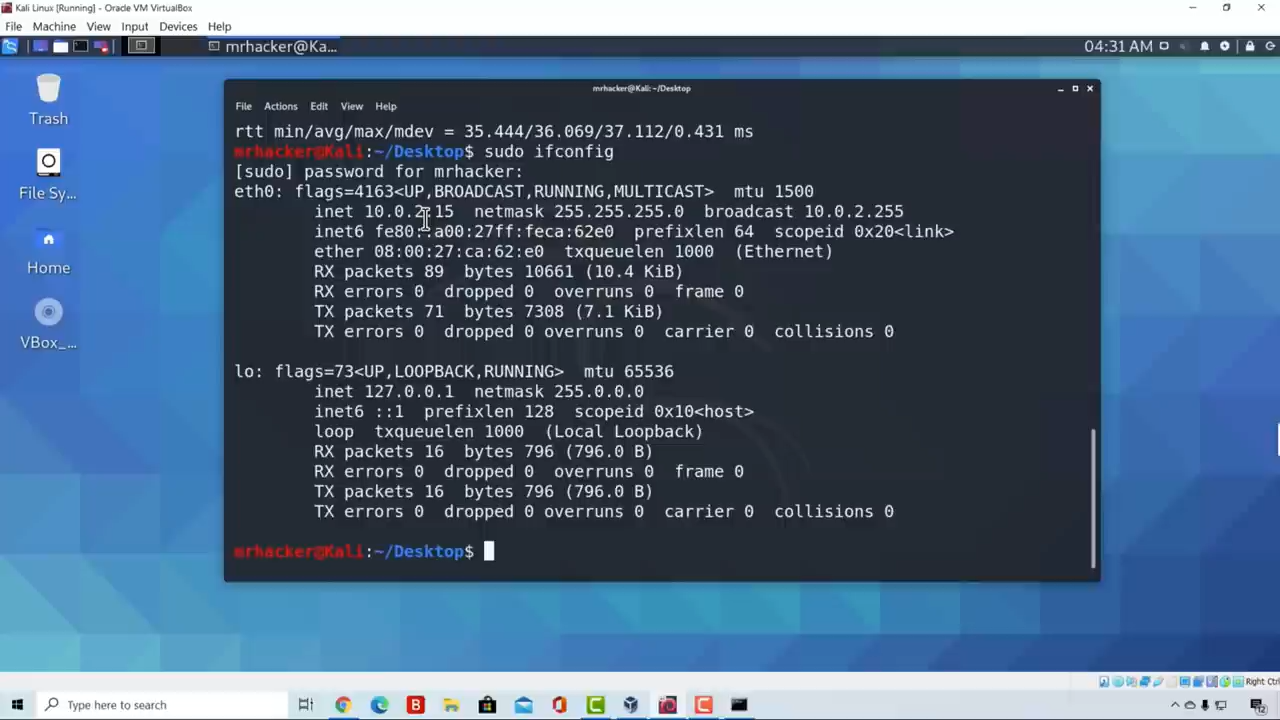 Kali Linux [Running] - Oracle VM VirtualBox
File Machine View Input Devices Help
mrhacker@Ka...
04:31 AM
Trash
File Sy...
Home
VBox_...
mrhacker@Kali: ~/Desktop
File Actions Edit View Help
rtt min/avg/max/mdev = 35.444/36.069/37.112/0.431 ms
mrhacker@Kali:~/Desktop$ sudo ifconfig
[sudo] password for mrhacker:
eth0: flags=4163<UP,BROADCAST,RUNNING,MULTICAST> mtu 1500
inet 10.0.2.15 netmask 255.255.255.0 broadcast 10.0.2.255
inet6 fe80::a00:27ff:feca:62e0 prefixlen 64 scopeid 0x20<link>
ether 08:00:27:ca:62:e0 txqueuelen 1000 (Ethernet)
RX packets 89 bytes 10661 (10.4 KiB)
RX errors 0 dropped 0 overruns 0 frame 0
TX packets 71 bytes 7308 (7.1 KiB)
TX errors 0 dropped 0 overruns 0 carrier 0 collisions 0
lo: flags=73<UP,LOOPBACK,RUNNING> mtu 65536
inet 127.0.0.1 netmask 255.0.0.0
inet6 ::1 prefixlen 128 scopeid 0x10<host>
loop txqueuelen 1000 (Local Loopback)
RX packets 16 bytes 796 (796.0 B)
RX errors 0 dropped 0 overruns 0 frame 0
TX packets 16 bytes 796 (796.0 B)
TX errors 0 dropped 0 overruns 0 carrier 0 collisions 0
mrhacker@Kali:~/Desktop$
Right Ctrl
Type here to search